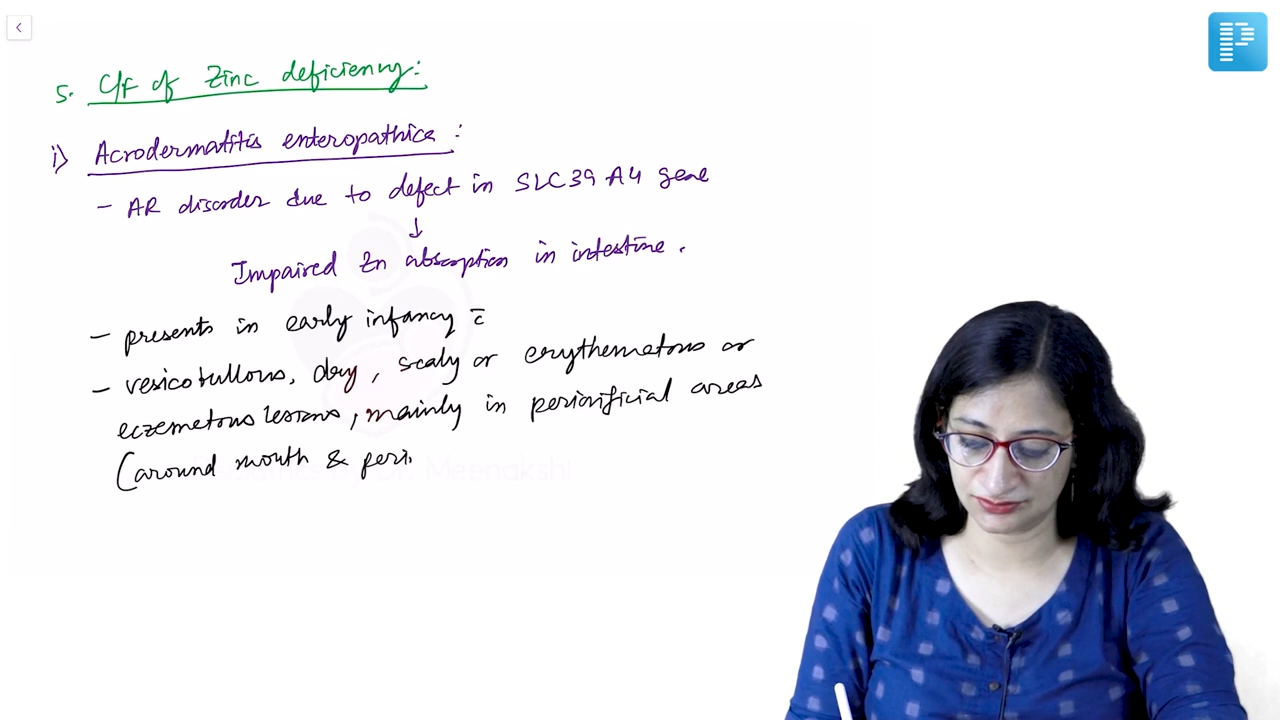 5. C/F of Zinc deficiency:
i) Acrodermatitis enteropathica:
- AR disorder due to defect in SLC39A4 gene
↓
Impaired Zn absorption in intestine.
- presents in early infancy c̄
- vesicobullous, dry, scaly or erythematous or
eczematous lesions, mainly in periorificial areas
(around mouth & peri
Meenakshi